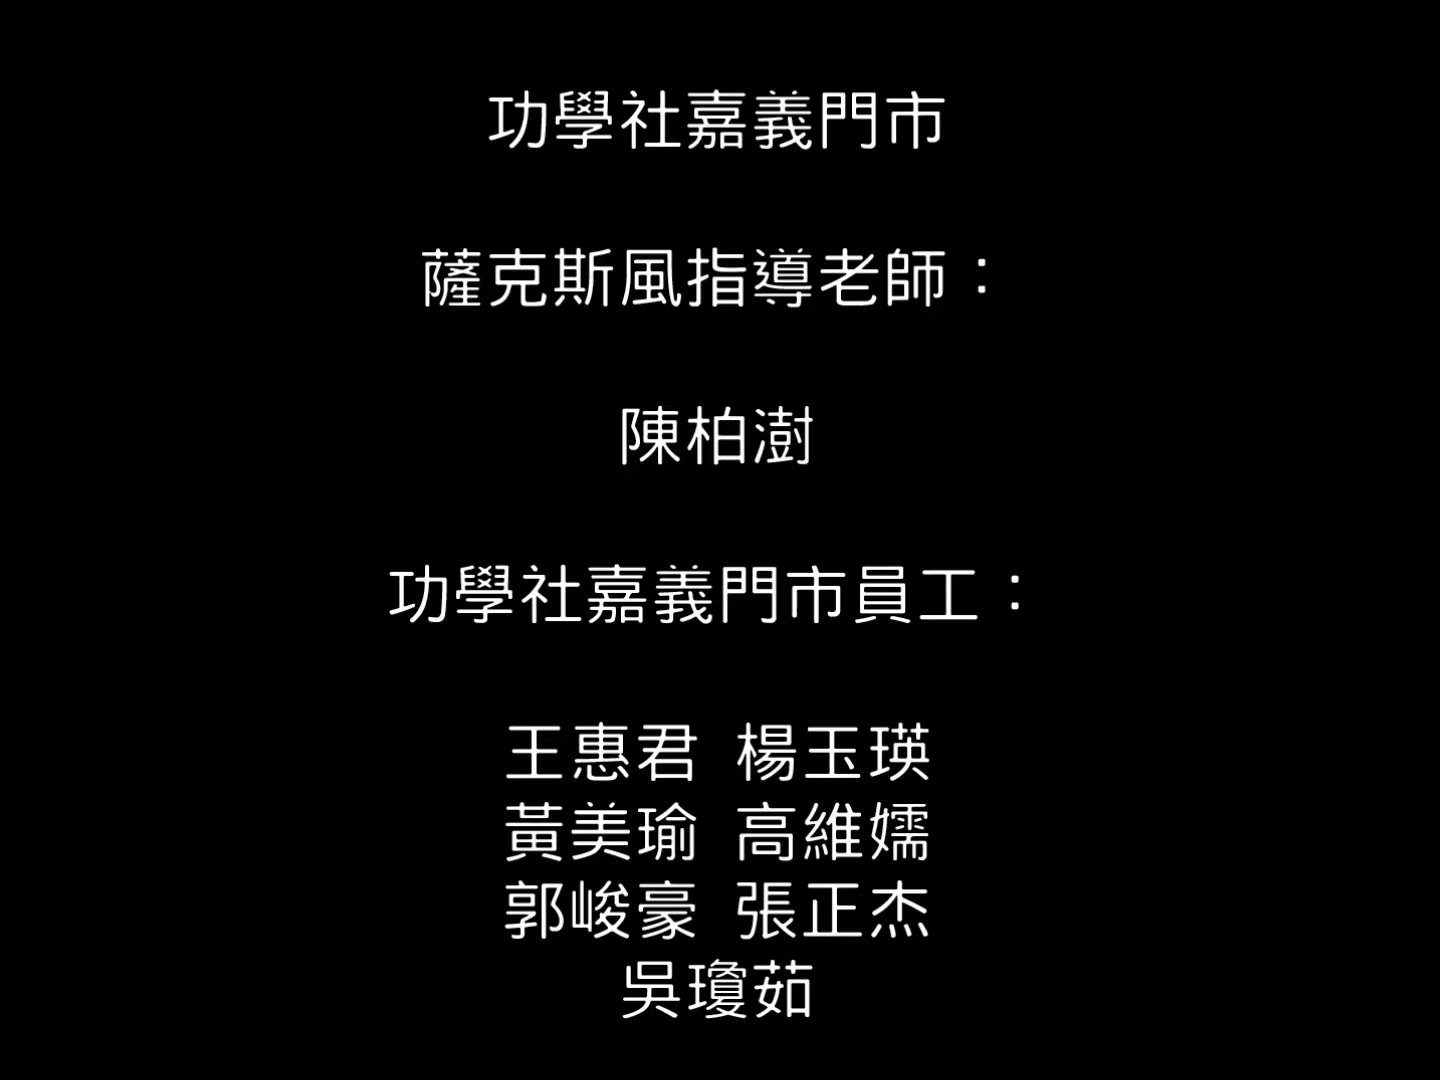 功學社嘉義門市
薩克斯風指導老師：
陳柏澍
功學社嘉義門市員工：
王惠君 楊玉瑛
黃美瑜 高維嬬
郭峻豪 張正杰
吳瓊茹